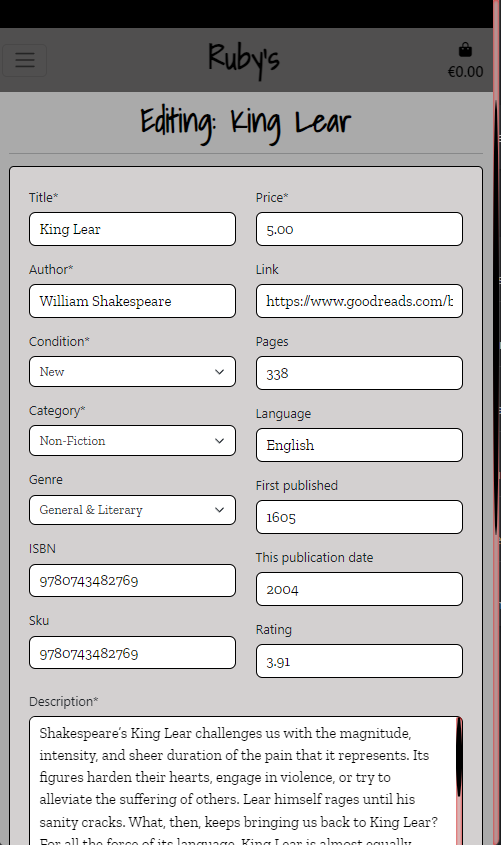 Ruby's
€0.00
Editing: King Lear
Title*
King Lear
Author*
William Shakespeare
Condition*
New
Category*
Non-Fiction
Genre
General & Literary
ISBN
9780743482769
Sku
9780743482769
Price*
5.00
Link
https://www.goodreads.com/b
Pages
338
Language
English
First published
1605
This publication date
2004
Rating
3.91
Description*
Shakespeare's King Lear challenges us with the magnitude,
intensity, and sheer duration of the pain that it represents. Its
figures harden their hearts, engage in violence, or try to
alleviate the suffering of others. Lear himself rages until his
sanity cracks. What, then, keeps bringing us back to King Lear?
For all the force of its language, King Lear is almost equally